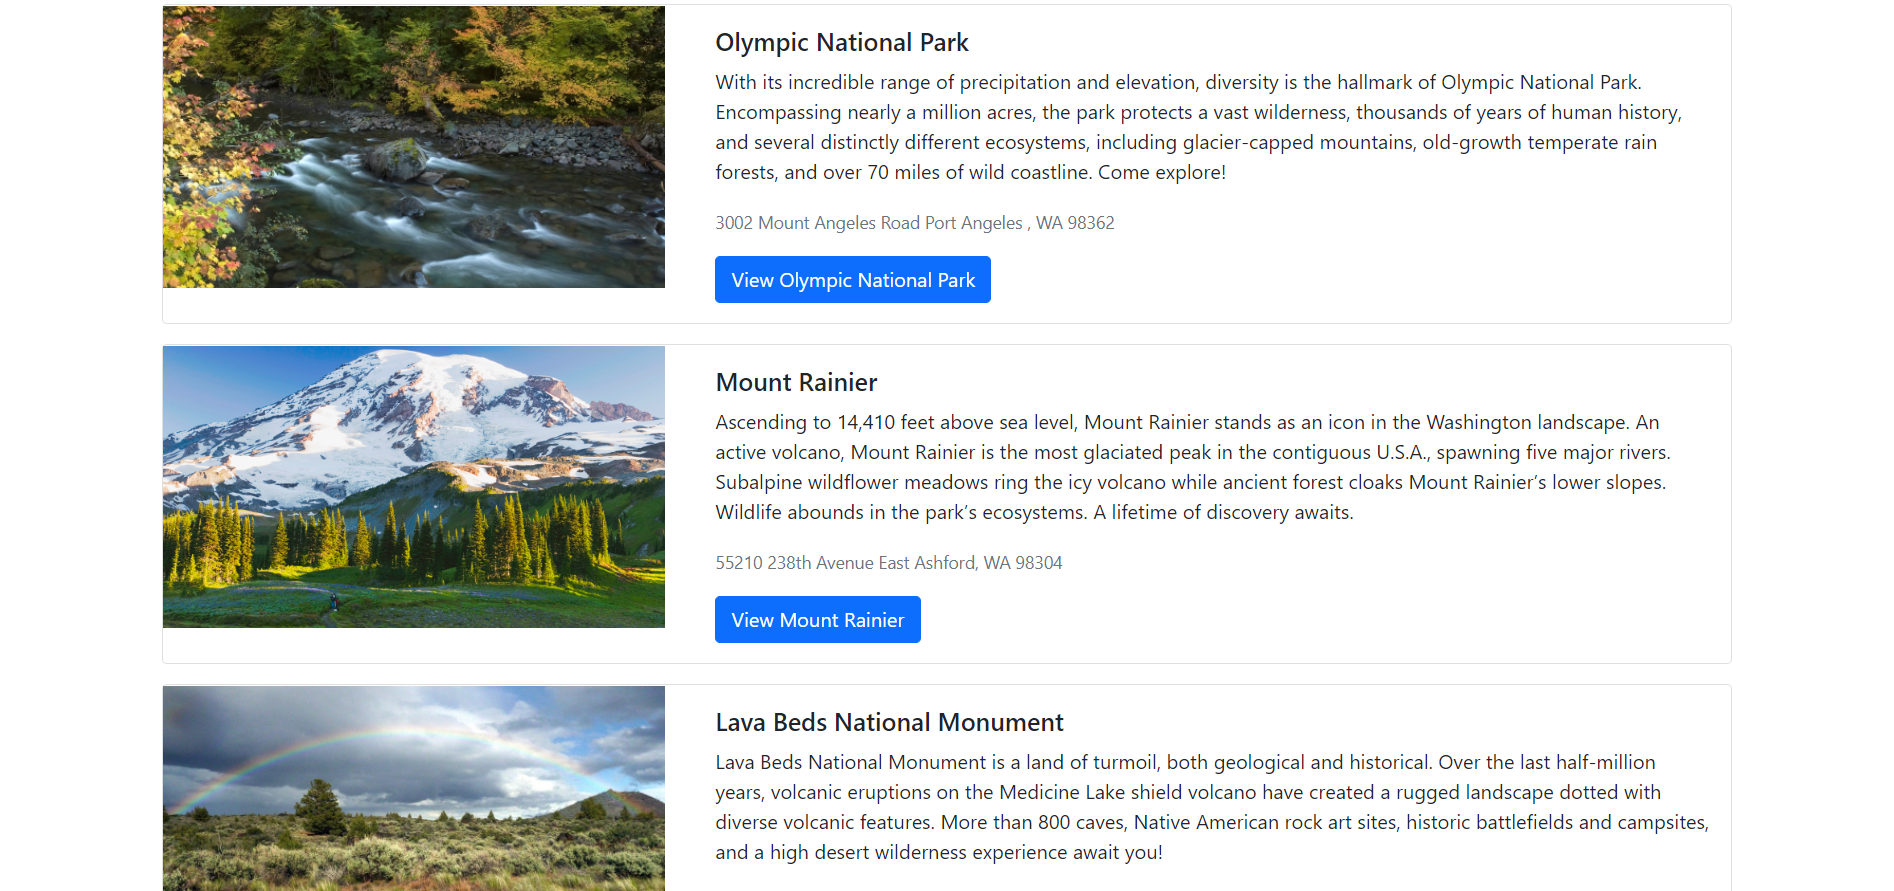 Olympic National Park
With its incredible range of precipitation and elevation, diversity is the hallmark of Olympic National Park.
Encompassing nearly a million acres, the park protects a vast wilderness, thousands of years of human history,
and several distinctly different ecosystems, including glacier-capped mountains, old-growth temperate rain
forests, and over 70 miles of wild coastline. Come explore!
3002 Mount Angeles Road Port Angeles , WA 98362
View Olympic National Park
Mount Rainier
Ascending to 14,410 feet above sea level, Mount Rainier stands as an icon in the Washington landscape. An
active volcano, Mount Rainier is the most glaciated peak in the contiguous U.S.A., spawning five major rivers.
Subalpine wildflower meadows ring the icy volcano while ancient forest cloaks Mount Rainier’s lower slopes.
Wildlife abounds in the park’s ecosystems. A lifetime of discovery awaits.
55210 238th Avenue East Ashford, WA 98304
View Mount Rainier
Lava Beds National Monument
Lava Beds National Monument is a land of turmoil, both geological and historical. Over the last half-million
years, volcanic eruptions on the Medicine Lake shield volcano have created a rugged landscape dotted with
diverse volcanic features. More than 800 caves, Native American rock art sites, historic battlefields and campsites,
and a high desert wilderness experience await you!